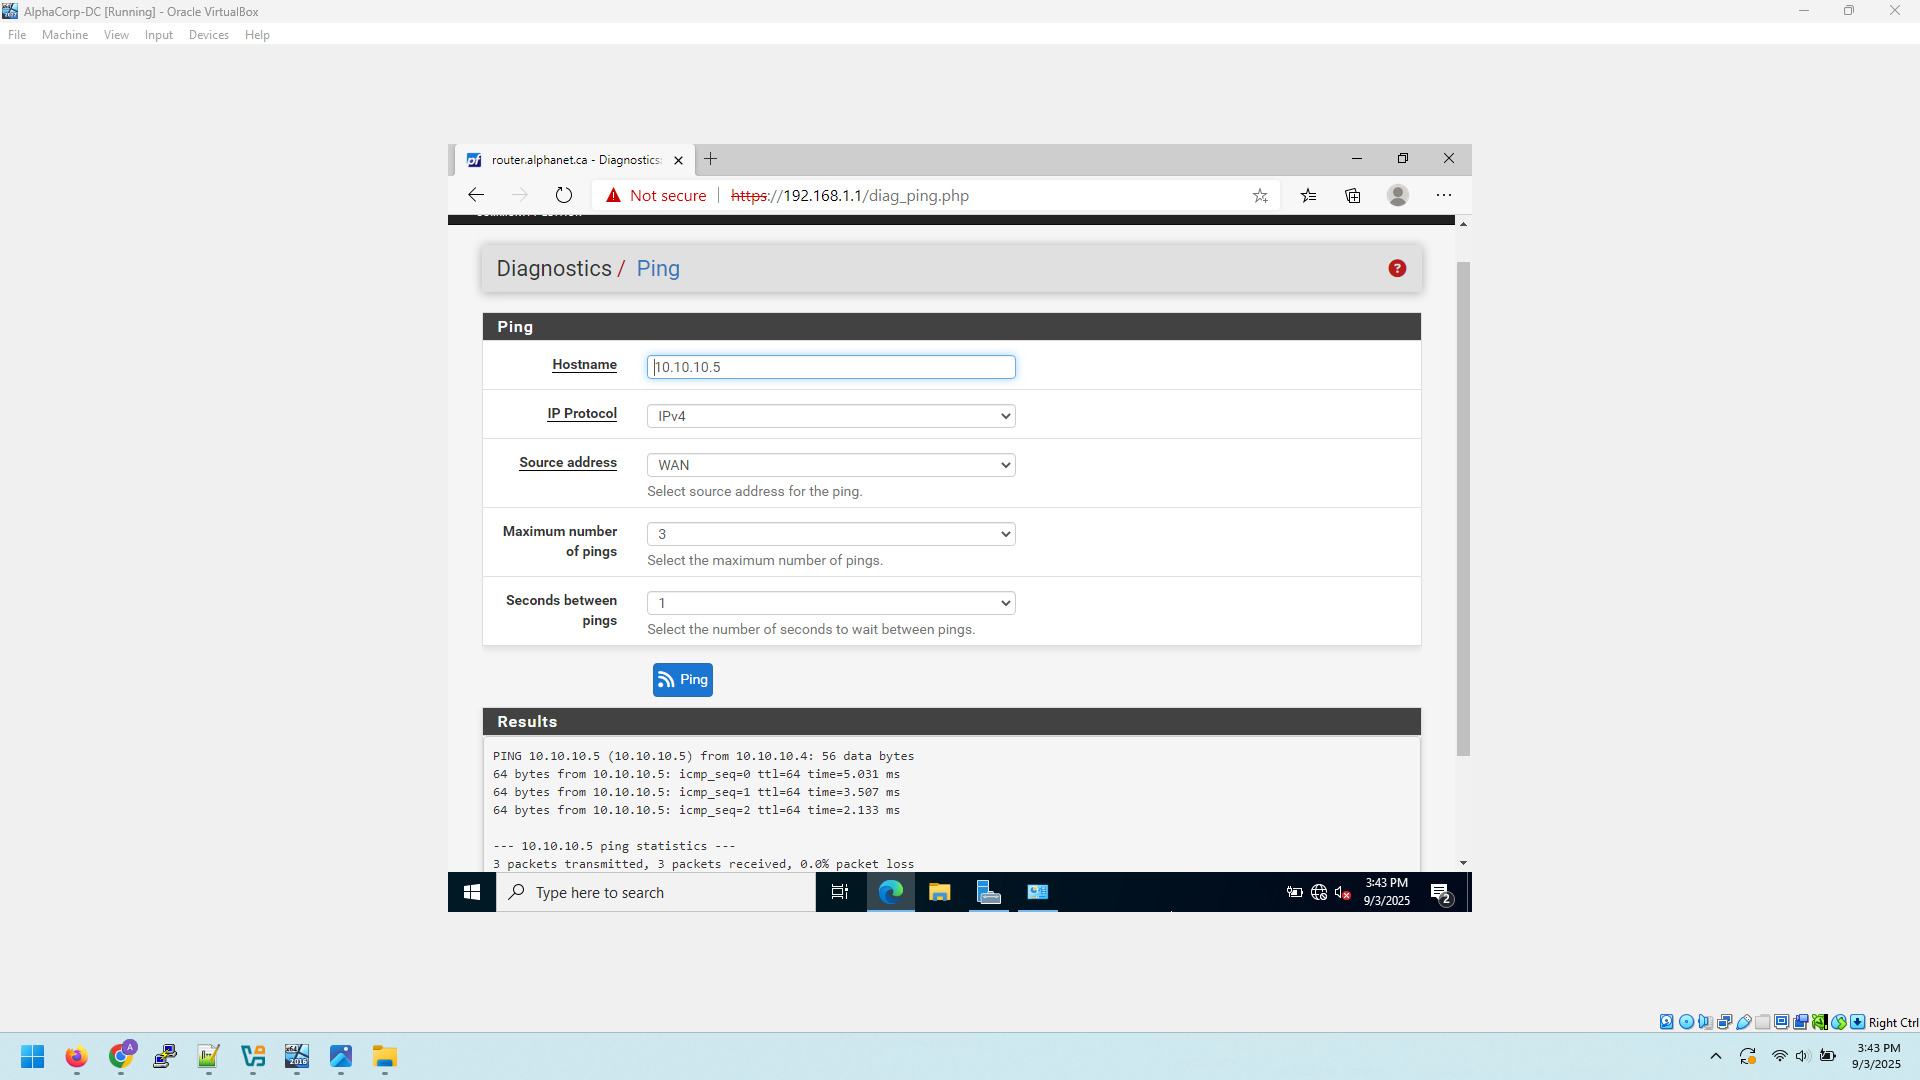 AlphaCorp-DC [Running] - Oracle VirtualBox
File Machine View Input Devices Help
router.alphanet.ca - Diagnostics:
Not secure https://192.168.1.1/diag_ping.php
Diagnostics / Ping
Ping
Hostname 10.10.10.5
IP Protocol IPv4
Source address WAN
Select source address for the ping.
Maximum number of pings 3
Select the maximum number of pings.
Seconds between pings 1
Select the number of seconds to wait between pings.
Ping
Results
PING 10.10.10.5 (10.10.10.5) from 10.10.10.4: 56 data bytes
64 bytes from 10.10.10.5: icmp_seq=0 ttl=64 time=5.031 ms
64 bytes from 10.10.10.5: icmp_seq=1 ttl=64 time=3.507 ms
64 bytes from 10.10.10.5: icmp_seq=2 ttl=64 time=2.133 ms
--- 10.10.10.5 ping statistics ---
3 packets transmitted, 3 packets received, 0.0% packet loss
Type here to search
3:43 PM
9/3/2025
2
Right Ctrl
3:43 PM
9/3/2025